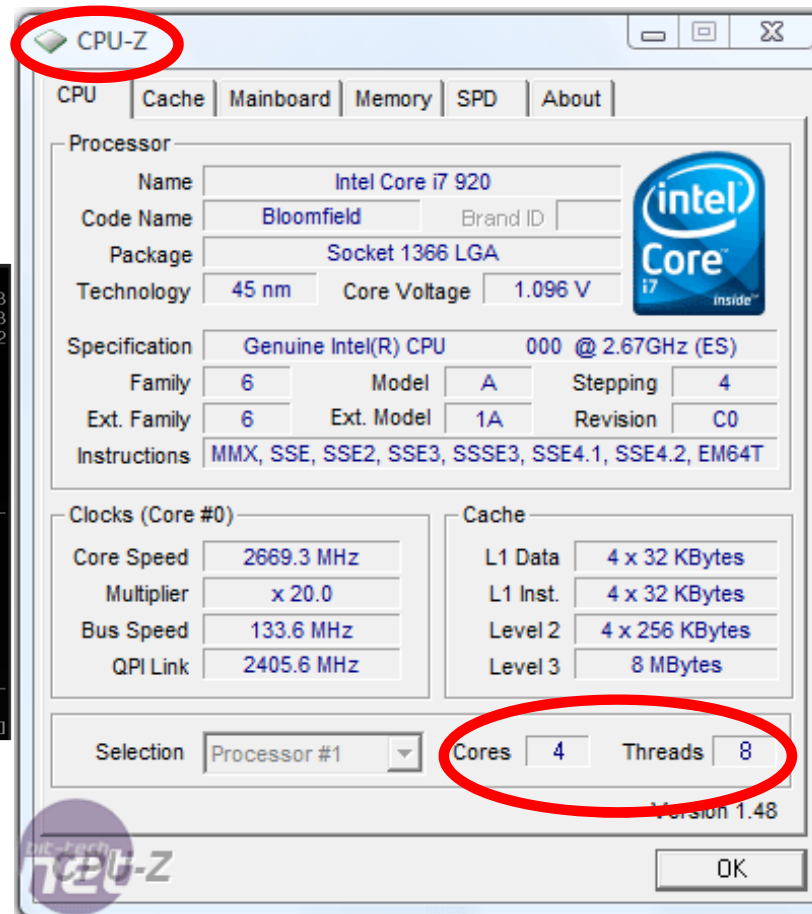 CPU-Z
CPU Cache Mainboard Memory SPD About
Processor
Name Intel Core i7 920
Code Name Bloomfield Brand ID
Package Socket 1366 LGA
Technology 45 nm Core Voltage 1.096 V
intel
Core
i7
inside™
Specification Genuine Intel(R) CPU 000 @ 2.67GHz (ES)
Family 6 Model A Stepping 4
Ext. Family 6 Ext. Model 1A Revision C0
Instructions MMX, SSE, SSE2, SSE3, SSSE3, SSE4.1, SSE4.2, EM64T
Clocks (Core #0)
Core Speed 2669.3 MHz
Multiplier x 20.0
Bus Speed 133.6 MHz
QPI Link 2405.6 MHz
Cache
L1 Data 4 x 32 KBytes
L1 Inst. 4 x 32 KBytes
Level 2 4 x 256 KBytes
Level 3 8 MBytes
Selection Processor #1 Cores 4 Threads 8
Version 1.48
bit-tech
net
CPU-Z
OK